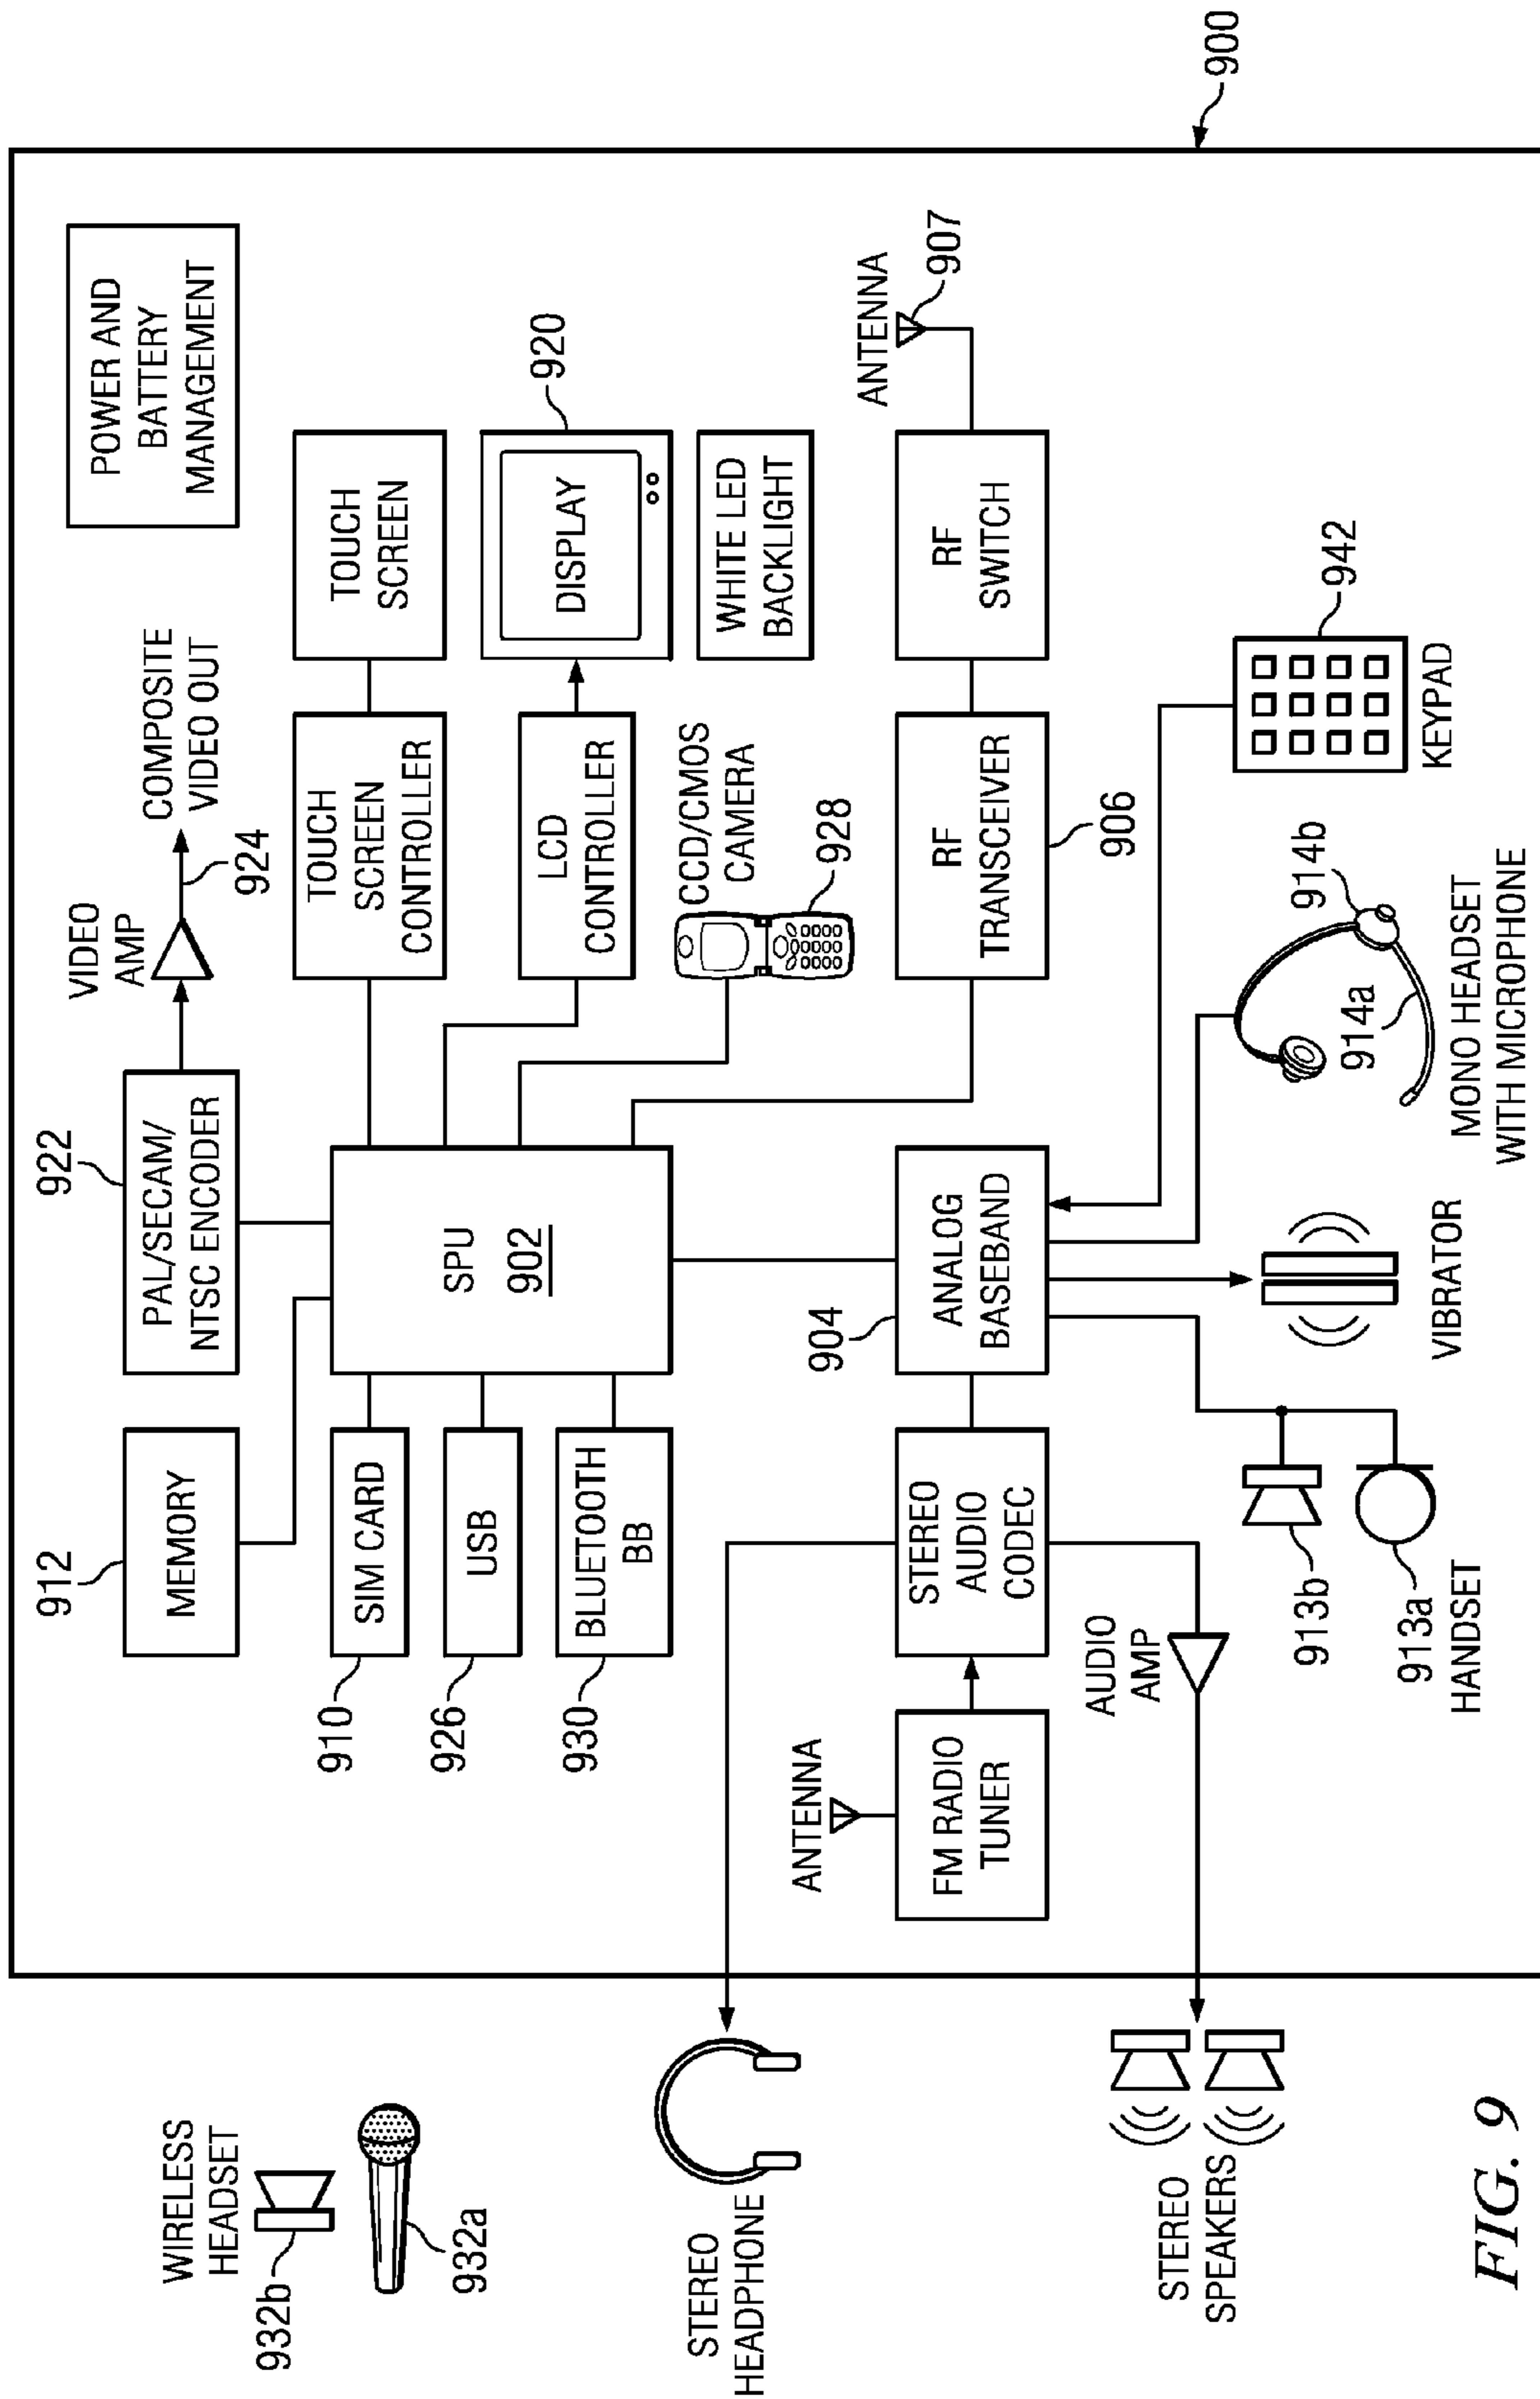 WIRELESS
HEADSET
932b
932a
STEREO
HEADPHONE
STEREO
SPEAKERS
912
MEMORY
922
PAL/SECAM/
NTSC ENCODER
VIDEO
AMP
924
COMPOSITE
VIDEO OUT
POWER AND
BATTERY
MANAGEMENT
900
910
SIM CARD
926
USB
930
BLUETOOTH
BB
SPU
902
TOUCH
SCREEN
CONTROLLER
TOUCH
SCREEN
LCD
CONTROLLER
DISPLAY
920
CCD/CMOS
CAMERA
928
WHITE LED
BACKLIGHT
ANTENNA
FM RADIO
TUNER
STEREO
AUDIO
CODEC
904
ANALOG
BASEBAND
RF
TRANSCEIVER
906
RF
SWITCH
ANTENNA
907
AUDIO
AMP
913b
913a
HANDSET
VIBRATOR
914a
914b
MONO HEADSET
WITH MICROPHONE
942
KEYPAD
FIG. 9